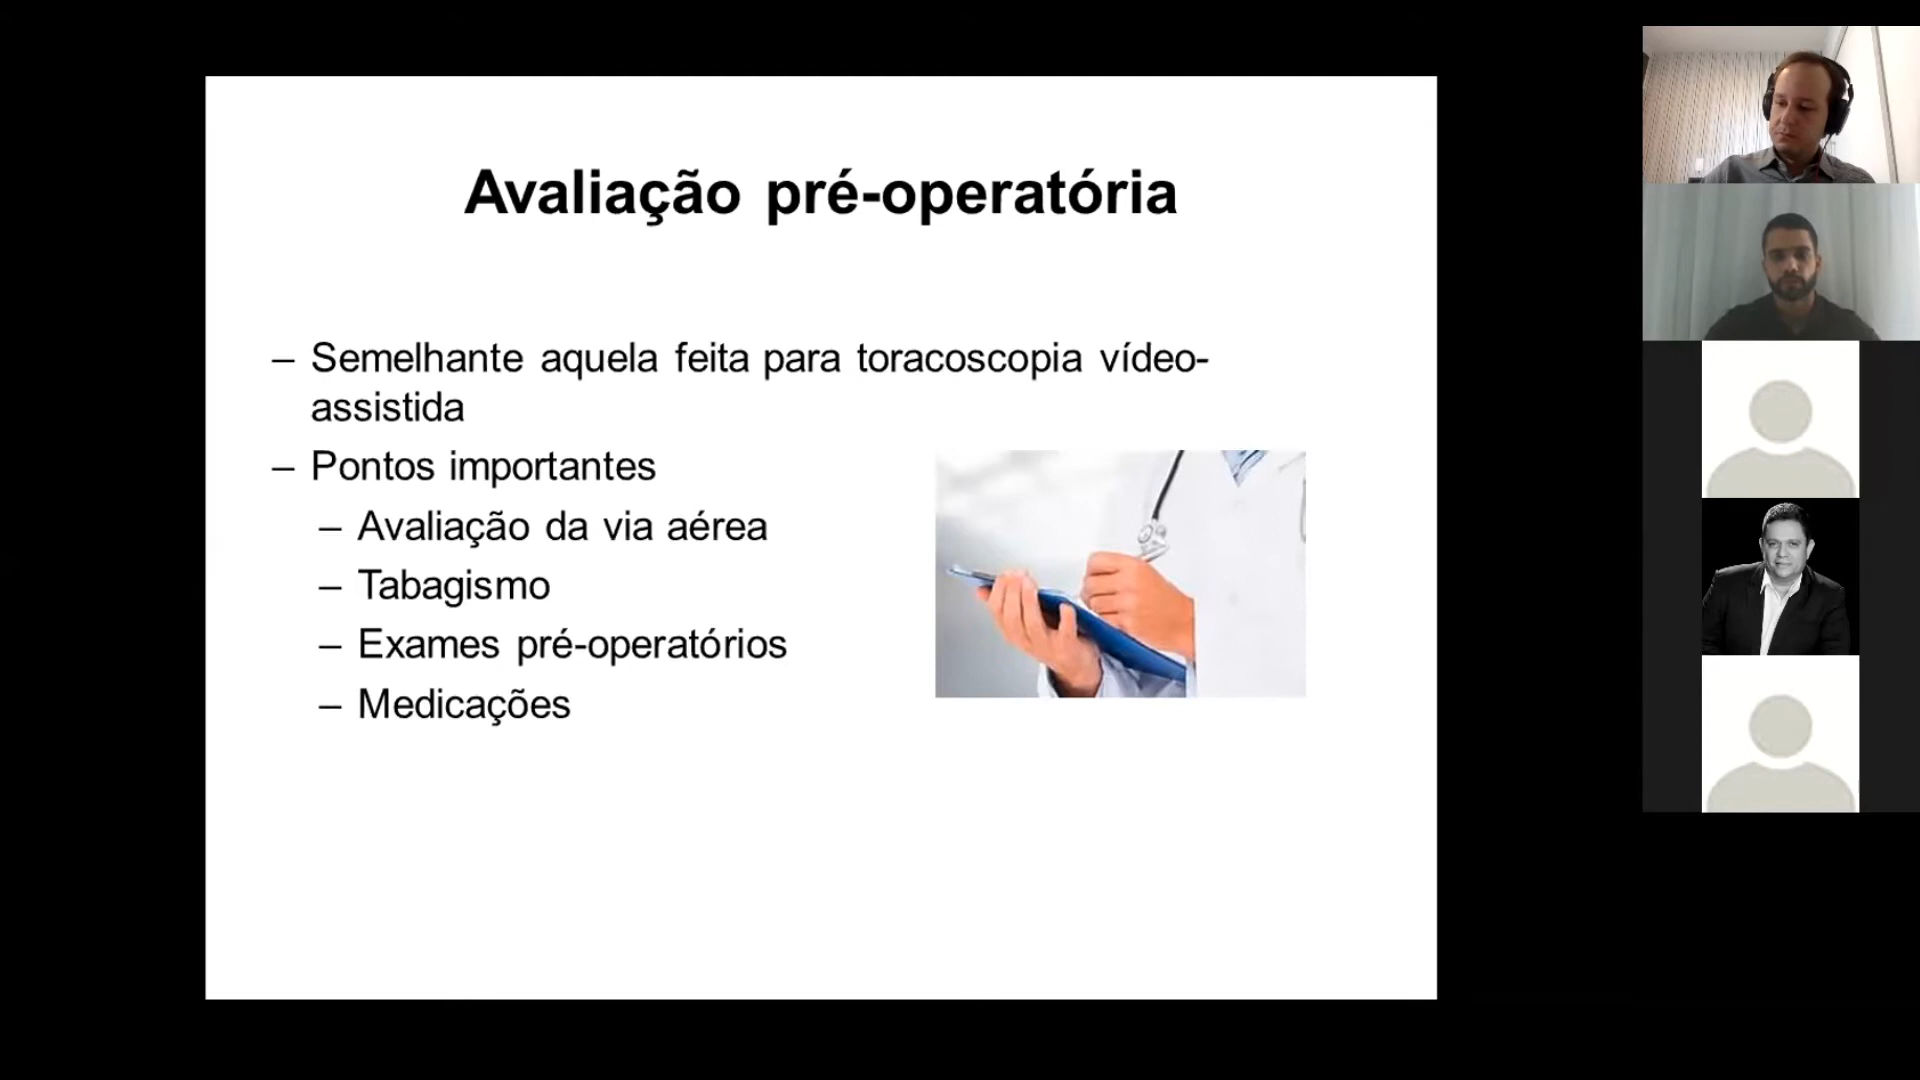 Avaliação pré-operatória
– Semelhante aquela feita para toracoscopia vídeo-
assistida
– Pontos importantes
– Avaliação da via aérea
– Tabagismo
– Exames pré-operatórios
– Medicações